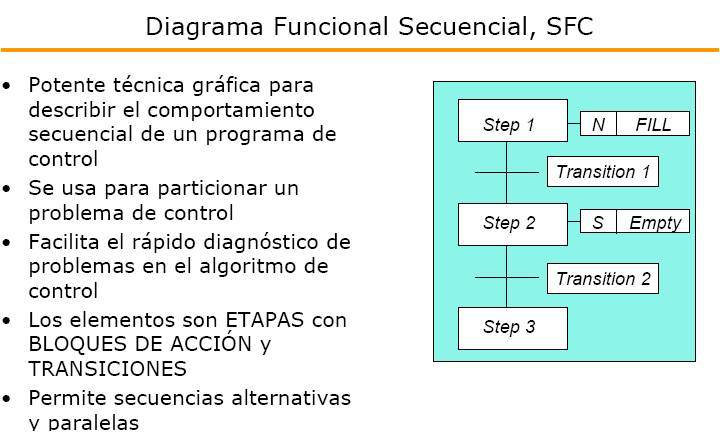 Diagrama Funcional Secuencial, SFC
• Potente técnica gráfica para
describir el comportamiento
secuencial de un programa de
control
• Se usa para particionar un
problema de control
• Facilita el rápido diagnóstico de
problemas en el algoritmo de
control
• Los elementos son ETAPAS con
BLOQUES DE ACCIÓN y
TRANSICIONES
• Permite secuencias alternativas
y paralelas
Step 1 N FILL
Transition 1
Step 2 S Empty
Transition 2
Step 3